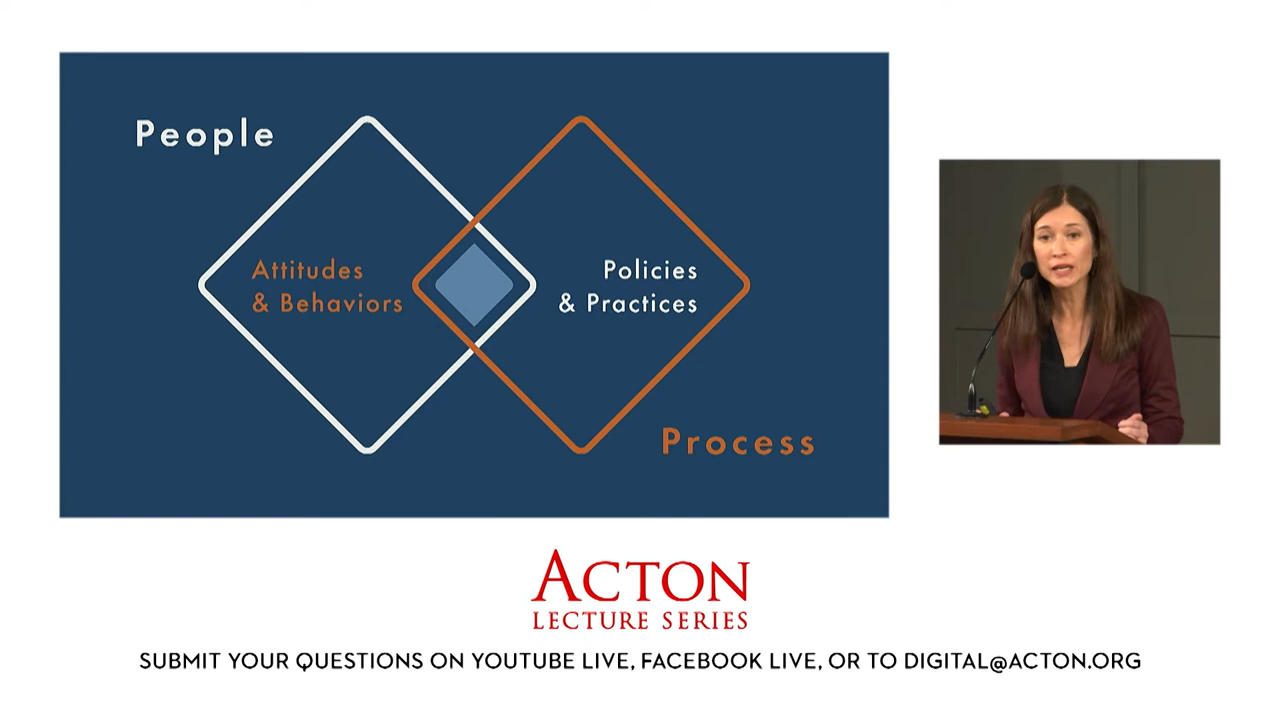 People
Attitudes
& Behaviors
Policies
& Practices
Process
ACTON
LECTURE SERIES
SUBMIT YOUR QUESTIONS ON YOUTUBE LIVE, FACEBOOK LIVE, OR TO DIGITAL@ACTON.ORG